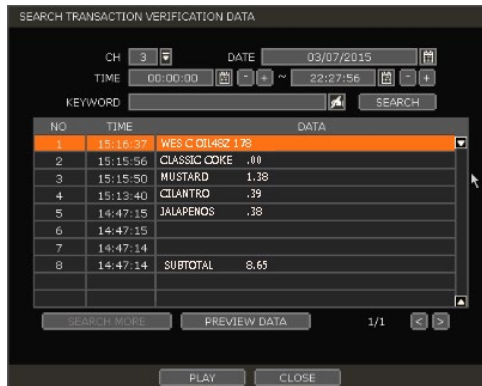 SEARCH TRANSACTION VERIFICATION DATA
CH 3 DATE 03/07/2015
TIME 00:00:00 - + ~ 22:27:56 - +
KEYWORD SEARCH
NO TIME DATA
1 15:16:37 WES C OIL48Z 178
2 15:15:56 CLASSIC COKE .00
3 15:15:50 MUSTARD 1.38
4 15:13:40 CILANTRO .39
5 14:47:15 JALAPENOS .38
6 14:47:15
7 14:47:14
8 14:47:14 SUBTOTAL 8.65
SEARCH MORE PREVIEW DATA 1/1 < >
PLAY CLOSE